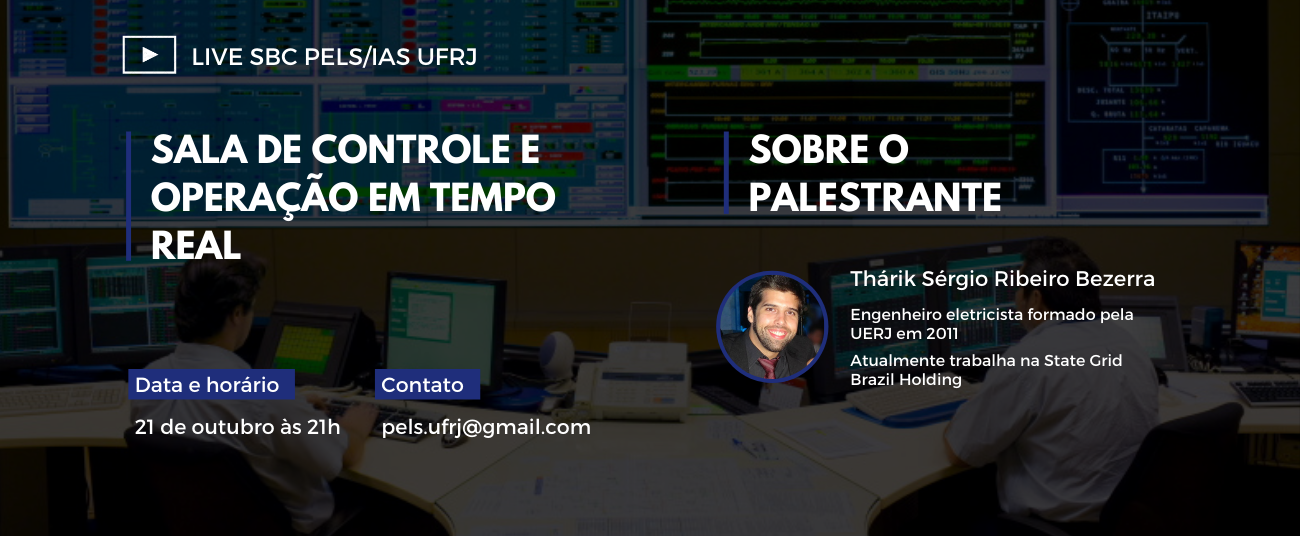 LIVE SBC PELS/IAS UFRJ
SALA DE CONTROLE E
OPERAÇÃO EM TEMPO
REAL
Data e horário
21 de outubro às 21h
Contato
pels.ufrj@gmail.com
SOBRE O
PALESTRANTE
Thárik Sérgio Ribeiro Bezerra
Engenheiro eletricista formado pela
UERJ em 2011
Atualmente trabalha na State Grid
Brazil Holding
ITAIPU